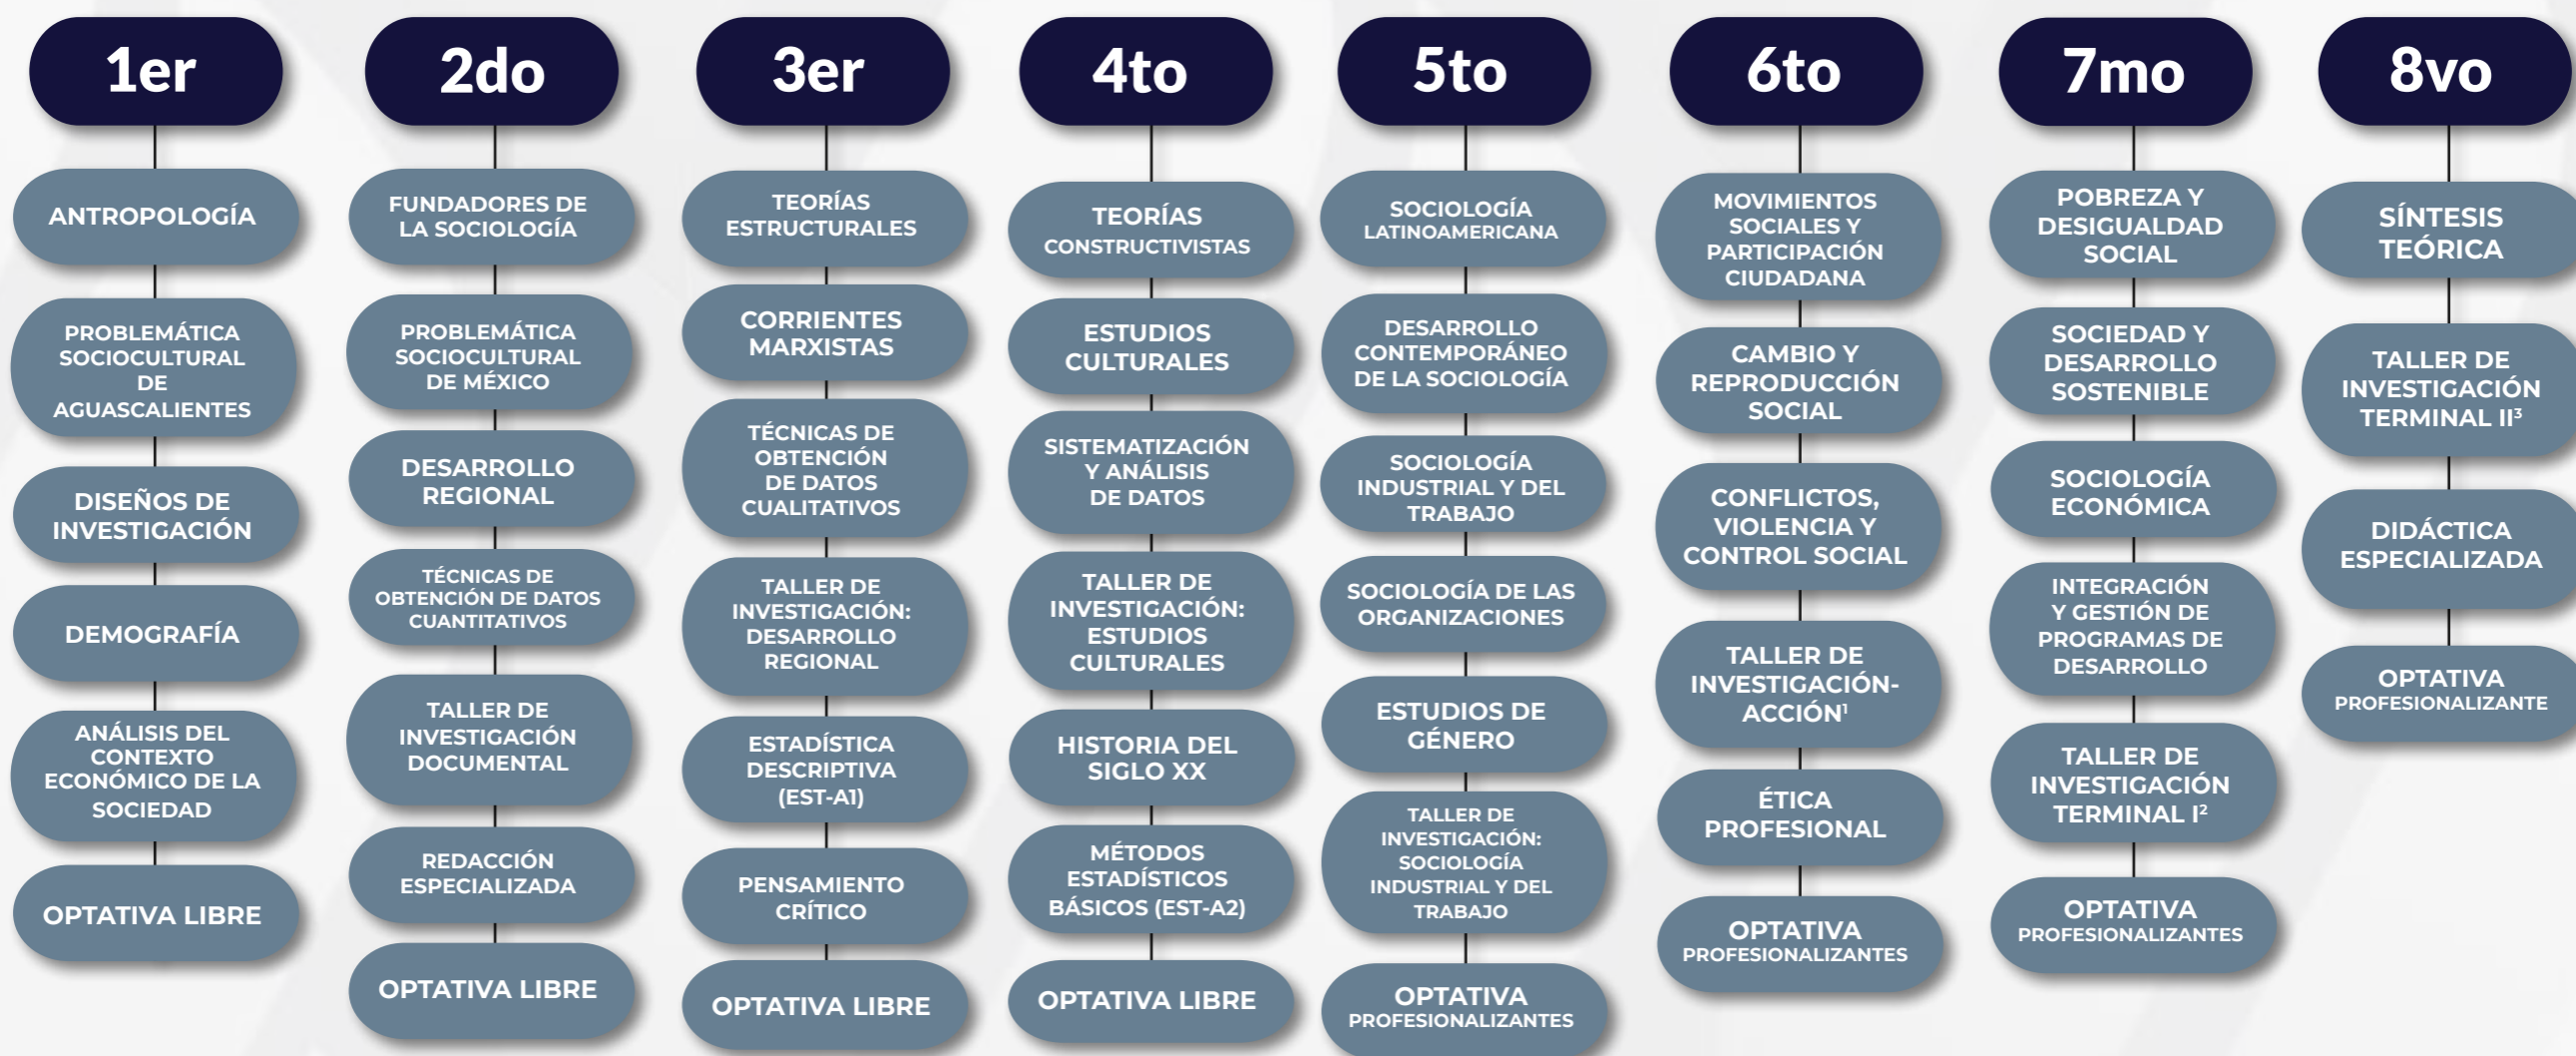 1er
ANTROPOLOGÍA
PROBLEMÁTICA
SOCIOCULTURAL
DE
AGUASCALIENTES
DISEÑOS DE
INVESTIGACIÓN
DEMOGRAFÍA
ANÁLISIS DEL
CONTEXTO
ECONÓMICO DE LA
SOCIEDAD
OPTATIVA LIBRE
2do
FUNDADORES DE
LA SOCIOLOGÍA
PROBLEMÁTICA
SOCIOCULTURAL
DE MÉXICO
DESARROLLO
REGIONAL
TÉCNICAS DE
OBTENCIÓN DE DATOS
CUANTITATIVOS
TALLER DE
INVESTIGACIÓN
DOCUMENTAL
REDACCIÓN
ESPECIALIZADA
OPTATIVA LIBRE
3er
TEORÍAS
ESTRUCTURALES
CORRIENTES
MARXISTAS
TÉCNICAS DE
OBTENCIÓN
DE DATOS
CUALITATIVOS
TALLER DE
INVESTIGACIÓN:
DESARROLLO
REGIONAL
ESTADÍSTICA
DESCRIPTIVA
(EST-A1)
PENSAMIENTO
CRÍTICO
OPTATIVA LIBRE
4to
TEORÍAS
CONSTRUCTIVISTAS
ESTUDIOS
CULTURALES
SISTEMATIZACIÓN
Y ANÁLISIS
DE DATOS
TALLER DE
INVESTIGACIÓN:
ESTUDIOS
CULTURALES
HISTORIA DEL
SIGLO XX
MÉTODOS
ESTADÍSTICOS
BÁSICOS (EST-A2)
OPTATIVA LIBRE
5to
SOCIOLOGÍA
LATINOAMERICANA
DESARROLLO
CONTEMPORÁNEO
DE LA SOCIOLOGÍA
SOCIOLOGÍA
INDUSTRIAL Y DEL
TRABAJO
SOCIOLOGÍA DE LAS
ORGANIZACIONES
ESTUDIOS DE
GÉNERO
TALLER DE
INVESTIGACIÓN:
SOCIOLOGÍA
INDUSTRIAL Y DEL
TRABAJO
OPTATIVA
PROFESIONALIZANTES
6to
MOVIMIENTOS
SOCIALES Y
PARTICIPACIÓN
CIUDADANA
CAMBIO Y
REPRODUCCIÓN
SOCIAL
CONFLICTOS,
VIOLENCIA Y
CONTROL SOCIAL
TALLER DE
INVESTIGACIÓN-
ACCIÓN¹
ÉTICA
PROFESIONAL
OPTATIVA
PROFESIONALIZANTES
7mo
POBREZA Y
DESIGUALDAD
SOCIAL
SOCIEDAD Y
DESARROLLO
SOSTENIBLE
SOCIOLOGÍA
ECONÓMICA
INTEGRACIÓN
Y GESTIÓN DE
PROGRAMAS DE
DESARROLLO
TALLER DE
INVESTIGACIÓN
TERMINAL I²
OPTATIVA
PROFESIONALIZANTES
8vo
SÍNTESIS
TEÓRICA
TALLER DE
INVESTIGACIÓN
TERMINAL II³
DIDÁCTICA
ESPECIALIZADA
OPTATIVA
PROFESIONALIZANTE